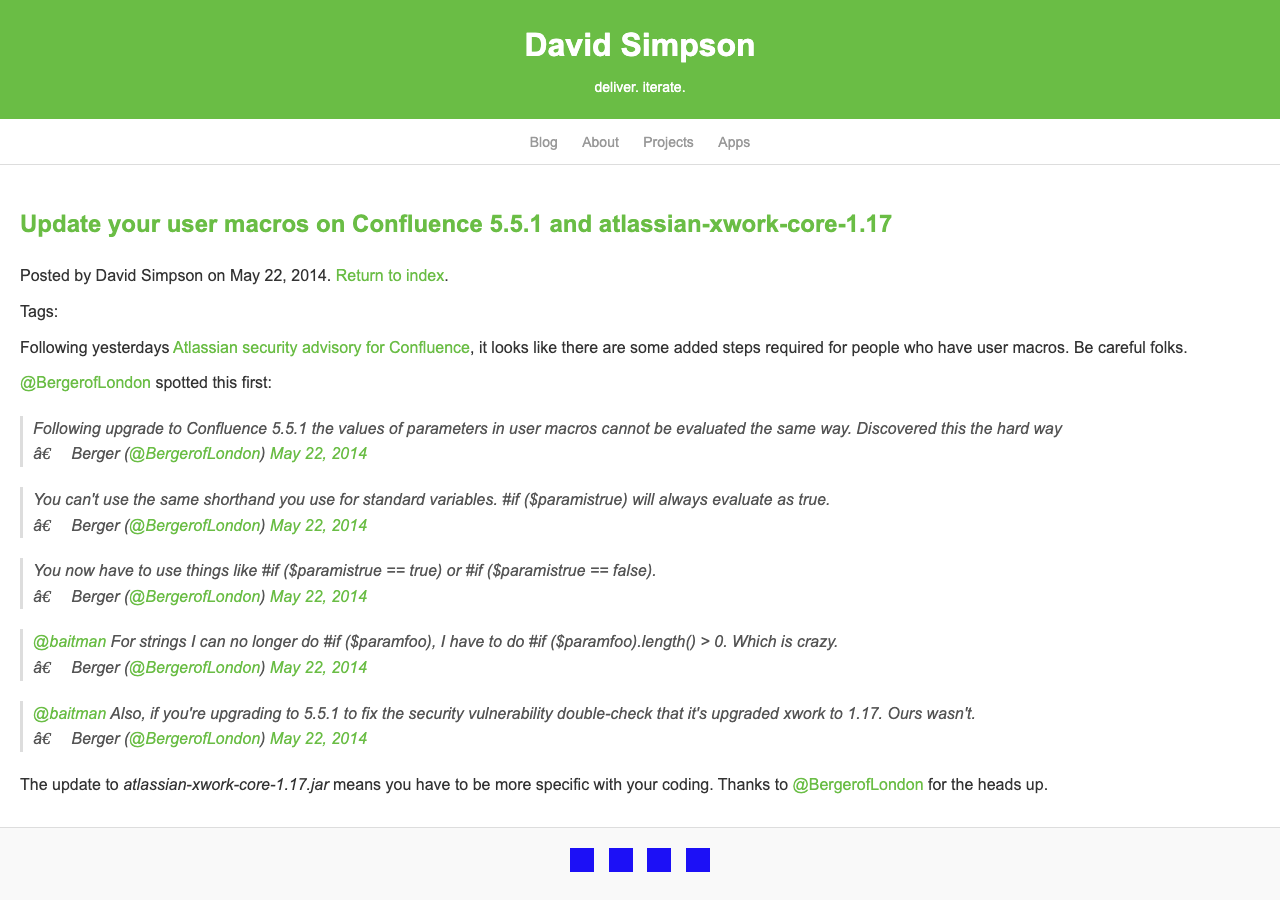 David Simpson
deliver. iterate.
Blog About Projects Apps
Update your user macros on Confluence 5.5.1 and atlassian-xwork-core-1.17
Posted by David Simpson on May 22, 2014. Return to index.
Tags:
Following yesterdays Atlassian security advisory for Confluence, it looks like there are some added steps required for people who have user macros. Be careful folks.
@BergerofLondon spotted this first:
Following upgrade to Confluence 5.5.1 the values of parameters in user macros cannot be evaluated the same way. Discovered this the hard way
â€ Berger (@BergerofLondon) May 22, 2014
You can't use the same shorthand you use for standard variables. #if ($paramistrue) will always evaluate as true.
â€ Berger (@BergerofLondon) May 22, 2014
You now have to use things like #if ($paramistrue == true) or #if ($paramistrue == false).
â€ Berger (@BergerofLondon) May 22, 2014
@baitman For strings I can no longer do #if ($paramfoo), I have to do #if ($paramfoo).length() > 0. Which is crazy.
â€ Berger (@BergerofLondon) May 22, 2014
@baitman Also, if you're upgrading to 5.5.1 to fix the security vulnerability double-check that it's upgraded xwork to 1.17. Ours wasn't.
â€ Berger (@BergerofLondon) May 22, 2014
The update to atlassian-xwork-core-1.17.jar means you have to be more specific with your coding. Thanks to @BergerofLondon for the heads up.